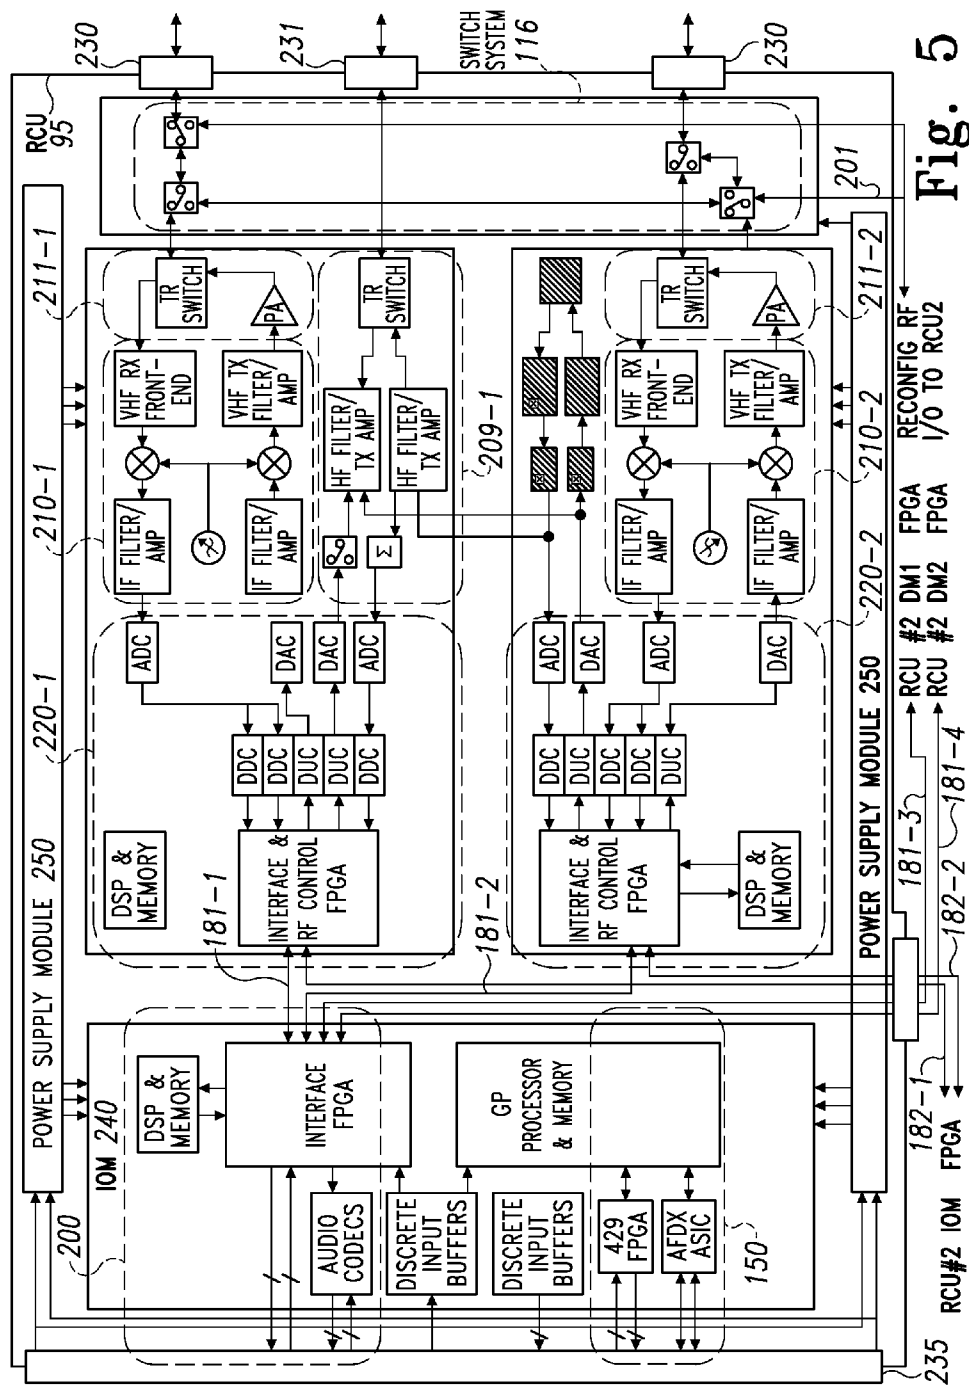 RCU
95
230
231
SWITCH
SYSTEM
116
230
Fig. 5
211-1
210-1
220-1
POWER SUPPLY MODULE 250
TR
SWITCH
PA
VHF RX
FRONT-
END
VHF TX
FILTER/
AMP
IF FILTER/
AMP
IF FILTER/
AMP
TR
SWITCH
HF FILTER/
TX AMP
HF FILTER/
TX AMP
209-1
Σ
ADC
DAC
DAC
ADC
DDC
DDC
DUC
DUC
DDC
DSP &
MEMORY
INTERFACE &
RF CONTROL
FPGA
181-1
181-2
201
211-2
210-2
220-2
TR
SWITCH
PA
VHF RX
FRONT-
END
VHF TX
FILTER/
AMP
IF FILTER/
AMP
IF FILTER/
AMP
ADC
DAC
ADC
DAC
DDC
DUC
DDC
DDC
DUC
INTERFACE &
RF CONTROL
FPGA
DSP &
MEMORY
POWER SUPPLY MODULE 250
RECONFIG RF
I/O TO RCU2
RCU #2 DM1 FPGA
RCU #2 DM2 FPGA
181-3
181-4
182-2
182-1
RCU#2 IOM FPGA
IOM 240
200
DSP &
MEMORY
INTERFACE
FPGA
GP
PROCESSOR
& MEMORY
AUDIO
CODECS
DISCRETE
INPUT
BUFFERS
DISCRETE
INPUT
BUFFERS
429
FPGA
AFDX
ASIC
150
235